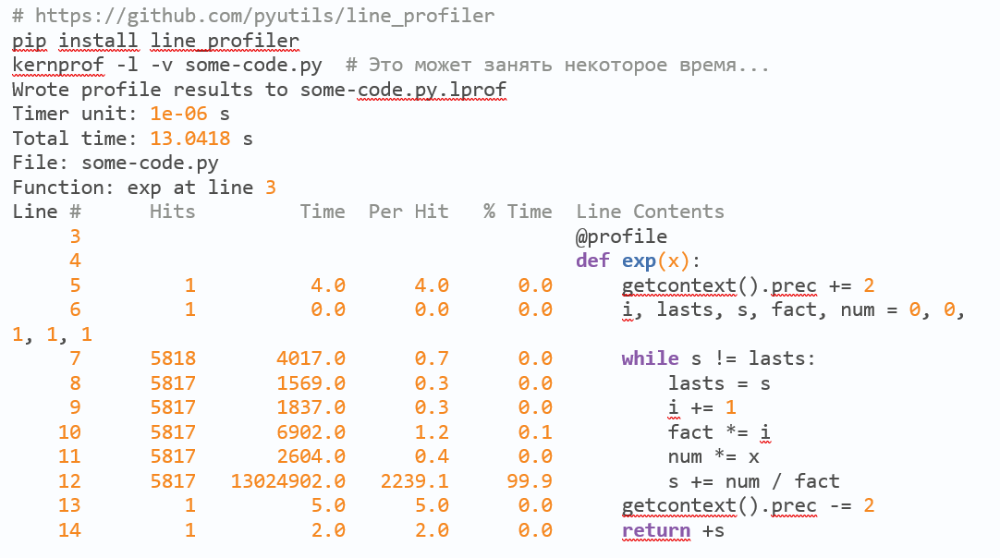 # https://github.com/pyutils/line_profiler
pip install line_profiler
kernprof -l -v some-code.py  # Это может занять некоторое время...
Wrote profile results to some-code.py.lprof
Timer unit: 1e-06 s
Total time: 13.0418 s
File: some-code.py
Function: exp at line 3
Line #      Hits         Time  Per Hit   % Time  Line Contents
     3                                           @profile
     4                                           def exp(x):
     5         1          4.0      4.0      0.0      getcontext().prec += 2
     6         1          0.0      0.0      0.0      i, lasts, s, fact, num = 0, 0,
1, 1, 1
     7      5818       4017.0      0.7      0.0      while s != lasts:
     8      5817       1569.0      0.3      0.0          lasts = s
     9      5817       1837.0      0.3      0.0          i += 1
    10      5817       6902.0      1.2      0.1          fact *= i
    11      5817       2604.0      0.4      0.0          num *= x
    12      5817   13024902.0   2239.1     99.9          s += num / fact
    13         1          5.0      5.0      0.0      getcontext().prec -= 2
    14         1          2.0      2.0      0.0      return +s